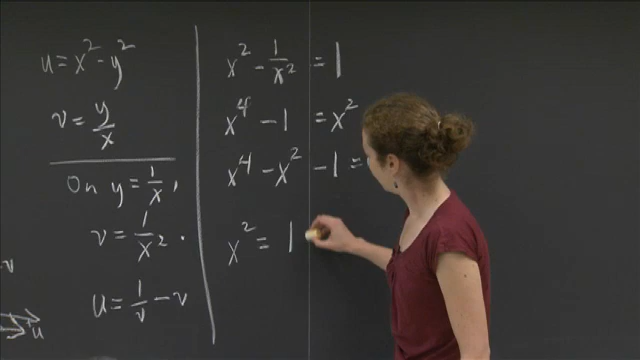 u = x² - y²
v = y/x
On y = 1/x,
v = 1/x².
u = 1/v - v
v
u
x² - 1/x² = 1
x⁴ - 1 = x²
x⁴ - x² - 1 =
x² = 1